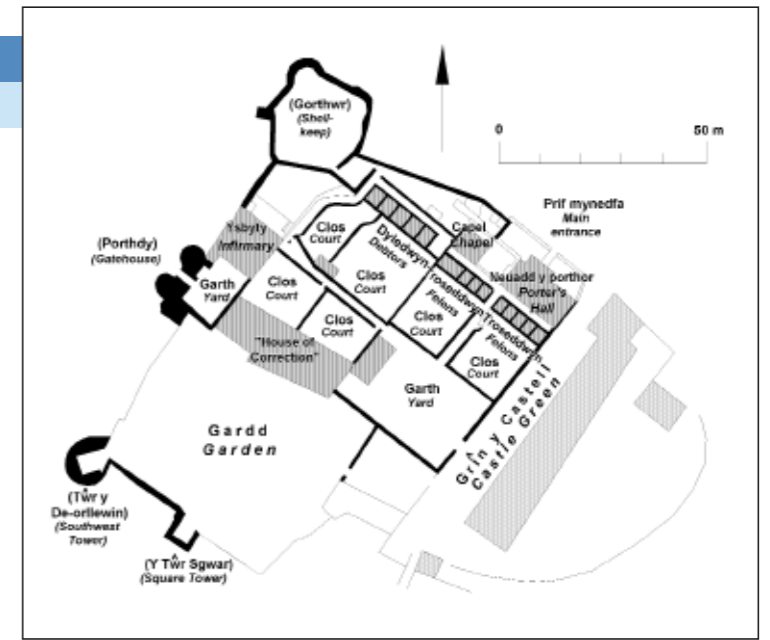 (Gorthwr)
(Shell-
keep)
0
50 m
Prif mynedfa
Main
entrance
Capel
Chapel
Clos
Court
Ysbyty
Infirmary
(Porthdy)
(Gatehouse)
Dyledwyr
Debtors
Neuadd y porthor
Porter's
Hall
Garth
Yard
Clos
Court
Clos
Court
Troseddwyr
Felons
Clos
Court
Clos
Court
Troseddwyr
Felons
"House of
Correction"
Clos
Court
Garth
Yard
Grîn y Castell
Castle Green
Gardd
Garden
(Tŵr y
De-orllewin)
(Southwest
Tower)
(Y Tŵr Sgwar)
(Square Tower)